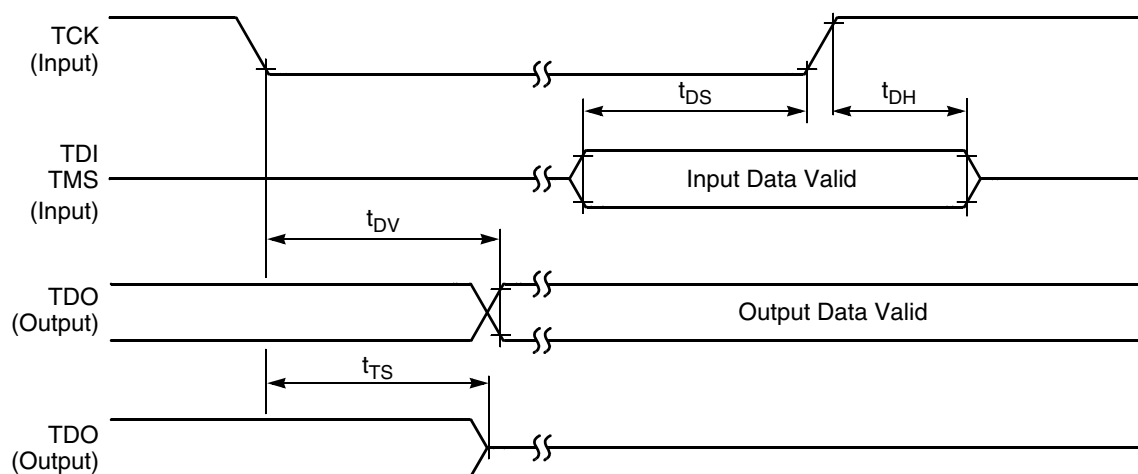 TCK
(Input)
tDS
tDH
TDI
TMS
(Input)
Input Data Valid
tDV
TDO
(Output)
Output Data Valid
tTS
TDO
(Output)